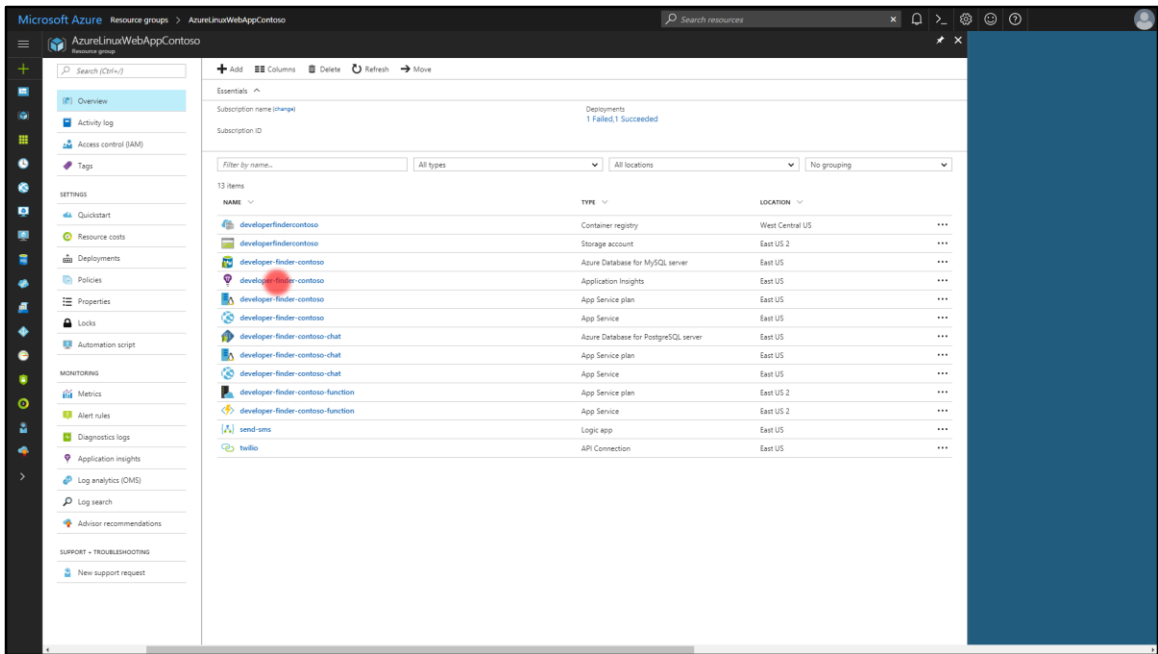 Microsoft Azure Resource groups > AzureLinuxWebAppContoso
Search resources
AzureLinuxWebAppContoso
Resource group
Search (Ctrl+/)
Overview
Activity log
Access control (IAM)
Tags
SETTINGS
Quickstart
Resource costs
Deployments
Policies
Properties
Locks
Automation script
MONITORING
Metrics
Alert rules
Diagnostics logs
Application insights
Log analytics (OMS)
Log search
Advisor recommendations
SUPPORT + TROUBLESHOOTING
New support request
Add Columns Delete Refresh Move
Essentials
Subscription name (change)
Subscription ID
Deployments
1 Failed,1 Succeeded
Filter by name... All types All locations No grouping
13 items
NAME TYPE LOCATION
developerfindercontoso Container registry West Central US
developerfindercontoso Storage account East US 2
developer-finder-contoso Azure Database for MySQL server East US
developer-finder-contoso Application Insights East US
developer-finder-contoso App Service plan East US
developer-finder-contoso App Service East US
developer-finder-contoso-chat Azure Database for PostgreSQL server East US
developer-finder-contoso-chat App Service plan East US
developer-finder-contoso-chat App Service East US
developer-finder-contoso-function App Service plan East US 2
developer-finder-contoso-function App Service East US 2
send-sms Logic app East US
twilio API Connection East US